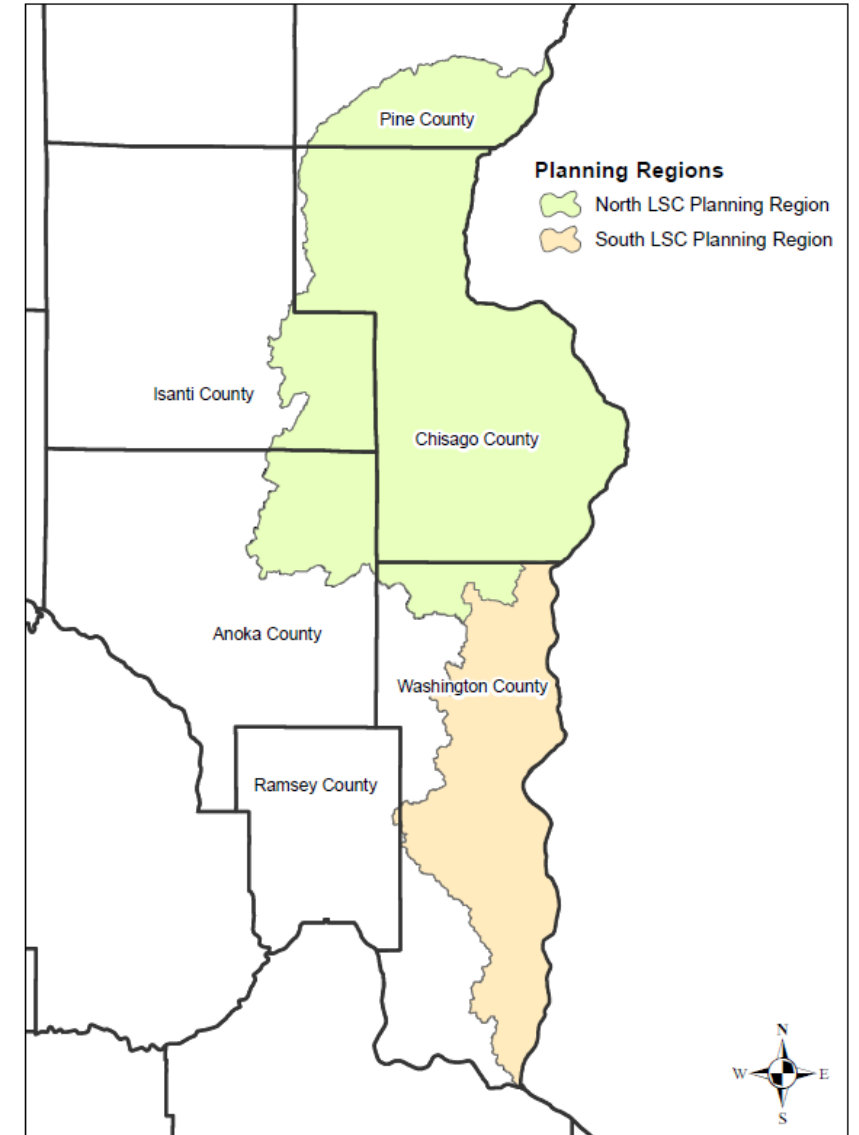 Pine County
Planning Regions
North LSC Planning Region
South LSC Planning Region
Isanti County
Chisago County
Anoka County
Washington County
Ramsey County
N
W
E
S